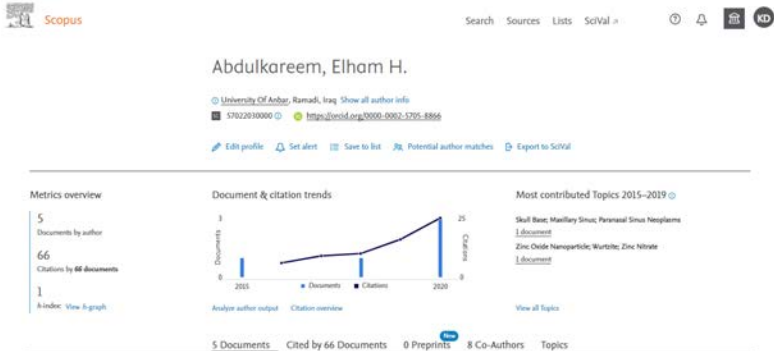 Scopus
Search Sources Lists SciVal
KD
Abdulkareem, Elham H.
University Of Anbar, Ramadi, Iraq Show all author info
57022030000 https://orcid.org/0000-0002-5705-8866
Edit profile Set alert Save to list Potential author matches Export to SciVal
Metrics overview
5
Documents by author
66
Citations by 66 documents
1
h-index: View h-graph
Document & citation trends
3
25
Documents
Citations
0
0
2015
2020
Documents Citations
Analyze author output Citation overview
Most contributed Topics 2015–2019
Skull Base; Maxillary Sinus; Paranasal Sinus Neoplasms
1 document
Zinc Oxide Nanoparticle; Wurtzite; Zinc Nitrate
1 document
View all Topics
New
5 Documents Cited by 66 Documents 0 Preprints 8 Co-Authors Topics